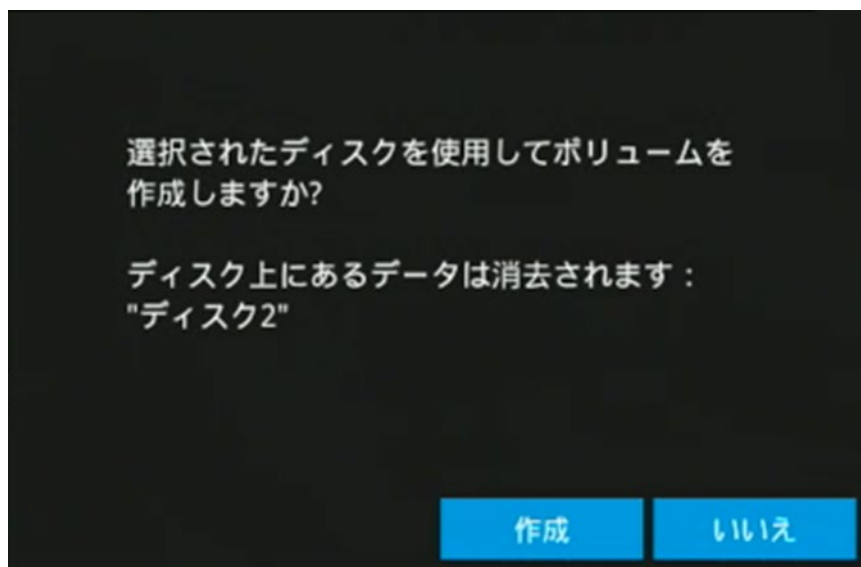 選択されたディスクを使用してボリュームを
作成しますか?
ディスク上にあるデータは消去されます：
"ディスク2"
作成
いいえ